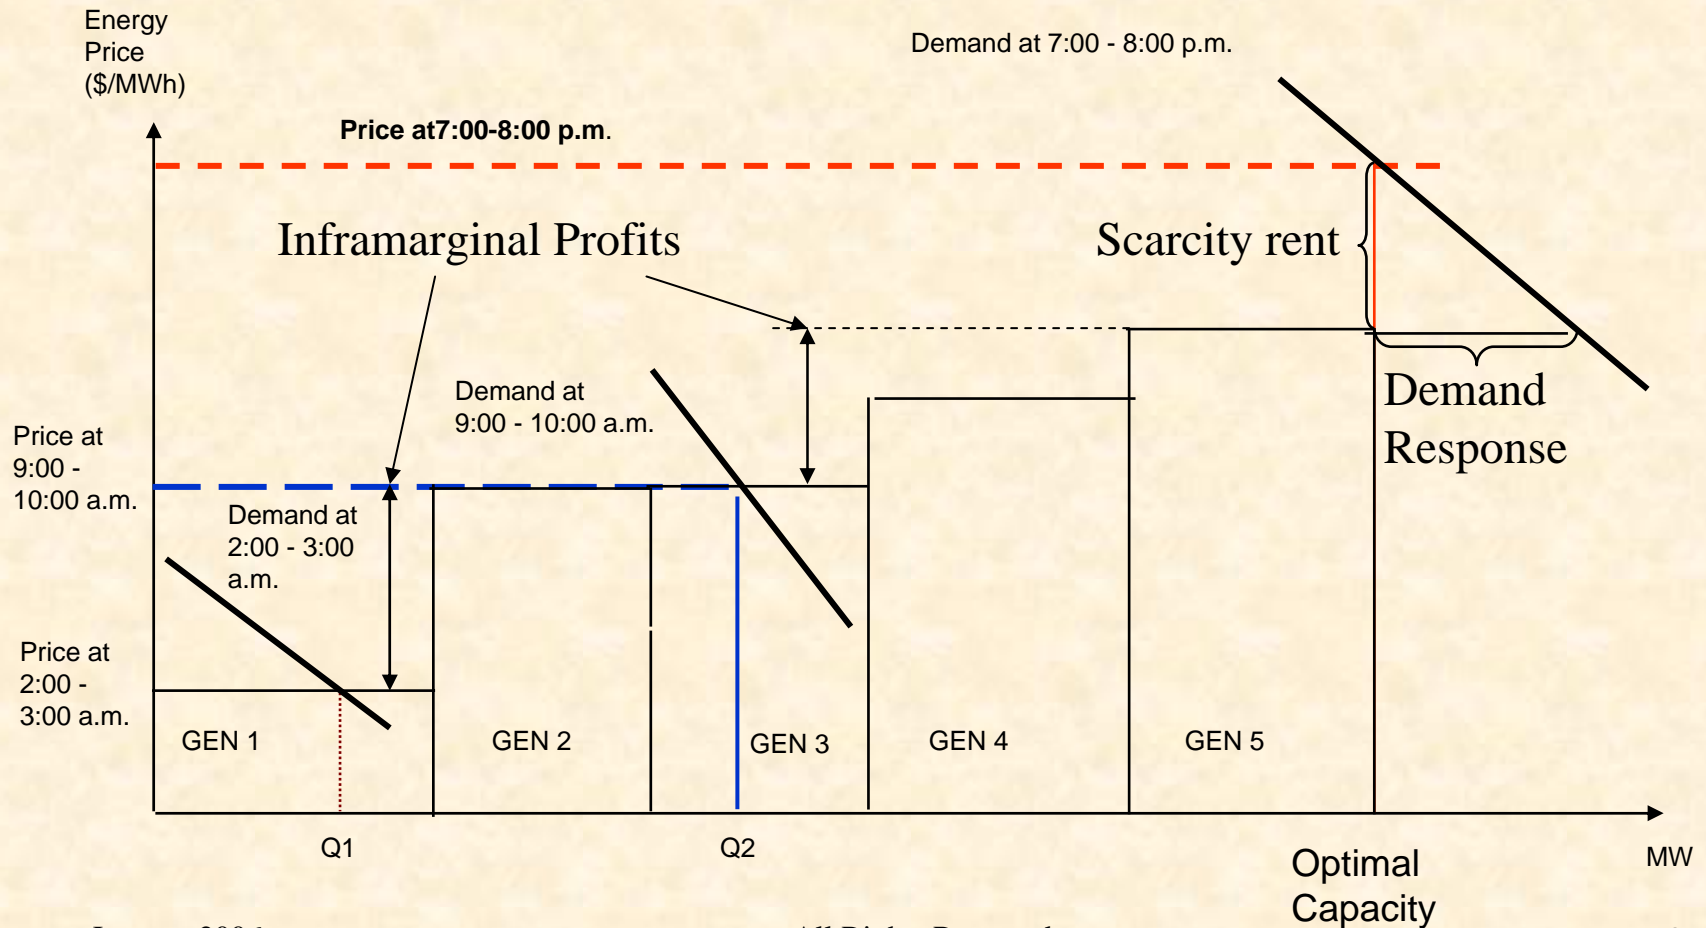 Energy
Price
($/MWh)
Demand at 7:00 - 8:00 p.m.
Price at7:00-8:00 p.m.
Inframarginal Profits
Scarcity rent
Demand at
9:00 - 10:00 a.m.
Demand
Response
Price at
9:00 -
10:00 a.m.
Demand at
2:00 - 3:00
a.m.
Price at
2:00 -
3:00 a.m.
GEN 1
GEN 2
GEN 3
GEN 4
GEN 5
Q1
Q2
MW
Optimal
Capacity
All Rights Reserved